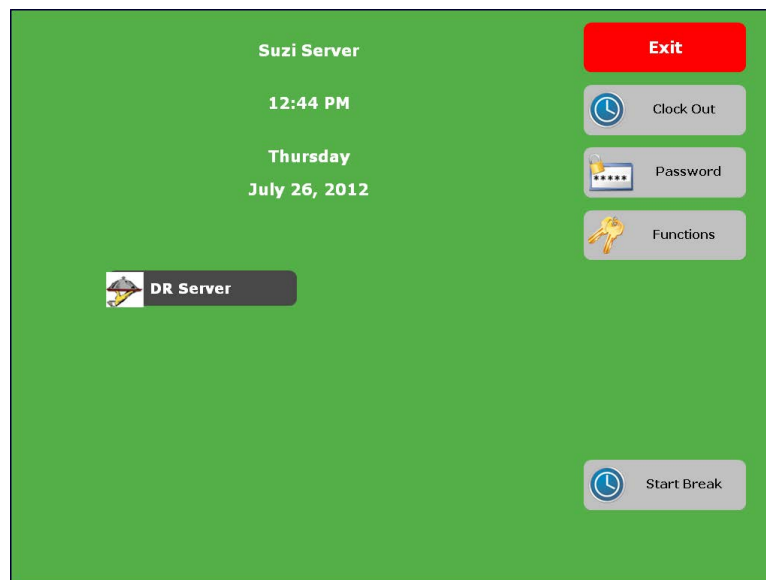 Suzi Server
12:44 PM
Thursday
July 26, 2012
DR Server
Exit
Clock Out
*****
Password
Functions
Start Break